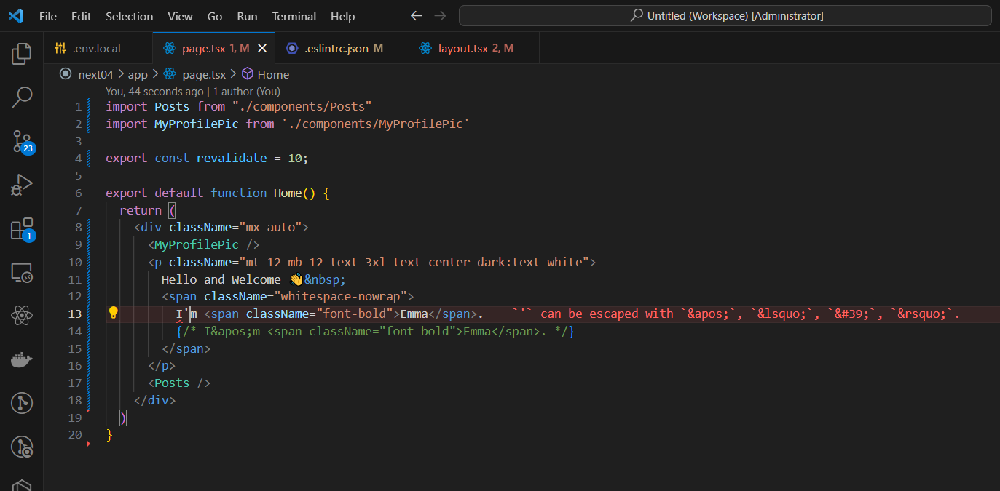 File Edit Selection View Go Run Terminal Help Untitled (Workspace) [Administrator]
.env.local page.tsx 1, M .eslintrc.json M layout.tsx 2, M
next04 > app > page.tsx > Home
You, 44 seconds ago | 1 author (You)
1 import Posts from "./components/Posts"
2 import MyProfilePic from './components/MyProfilePic'
3
4 export const revalidate = 10;
5
6 export default function Home() {
7 return (
8 <div className="mx-auto">
9 <MyProfilePic />
10 <p className="mt-12 mb-12 text-3xl text-center dark:text-white">
11 Hello and Welcome 👋&nbsp;
12 <span className="whitespace-nowrap">
13 I'm <span className="font-bold">Emma</span>. `'` can be escaped with `&apos;`, `&lsquo;`, `&#39;`, `&rsquo;`.
14 {/* I&apos;m <span className="font-bold">Emma</span>. */}
15 </span>
16 </p>
17 <Posts />
18 </div>
19 )
20 }
23
1